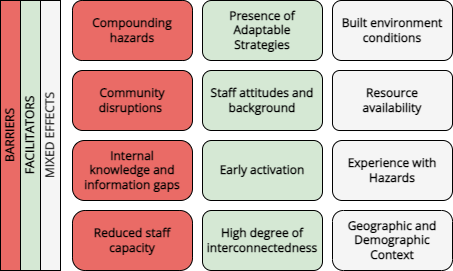 BARRIERS
FACILITATORS
MIXED EFFECTS
Compounding
hazards
Presence of
Adaptable
Strategies
Built environment
conditions
Community
disruptions
Staff attitudes and
background
Resource
availability
Internal
knowledge and
information gaps
Early activation
Experience with
Hazards
Reduced staff
capacity
High degree of
interconnectedness
Geographic and
Demographic
Context